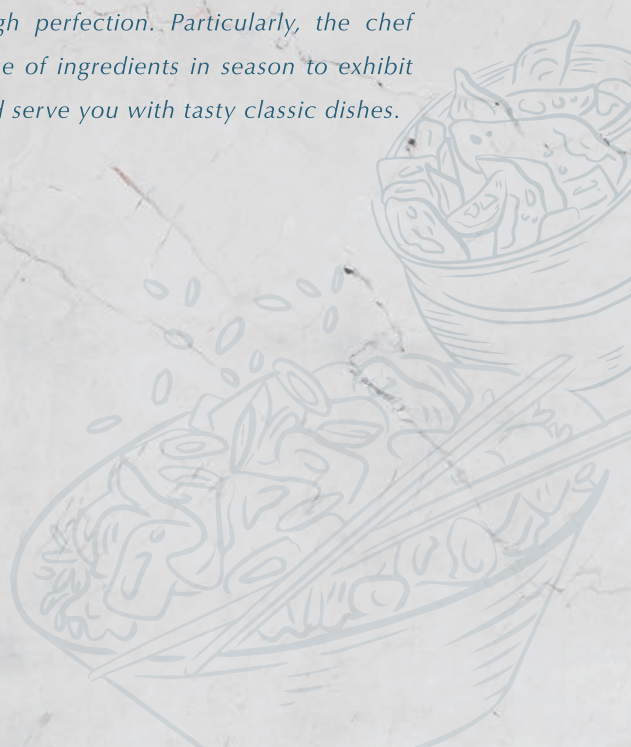 gh perfection. Particularly, the chef
e of ingredients in season to exhibit
serve you with tasty classic dishes.